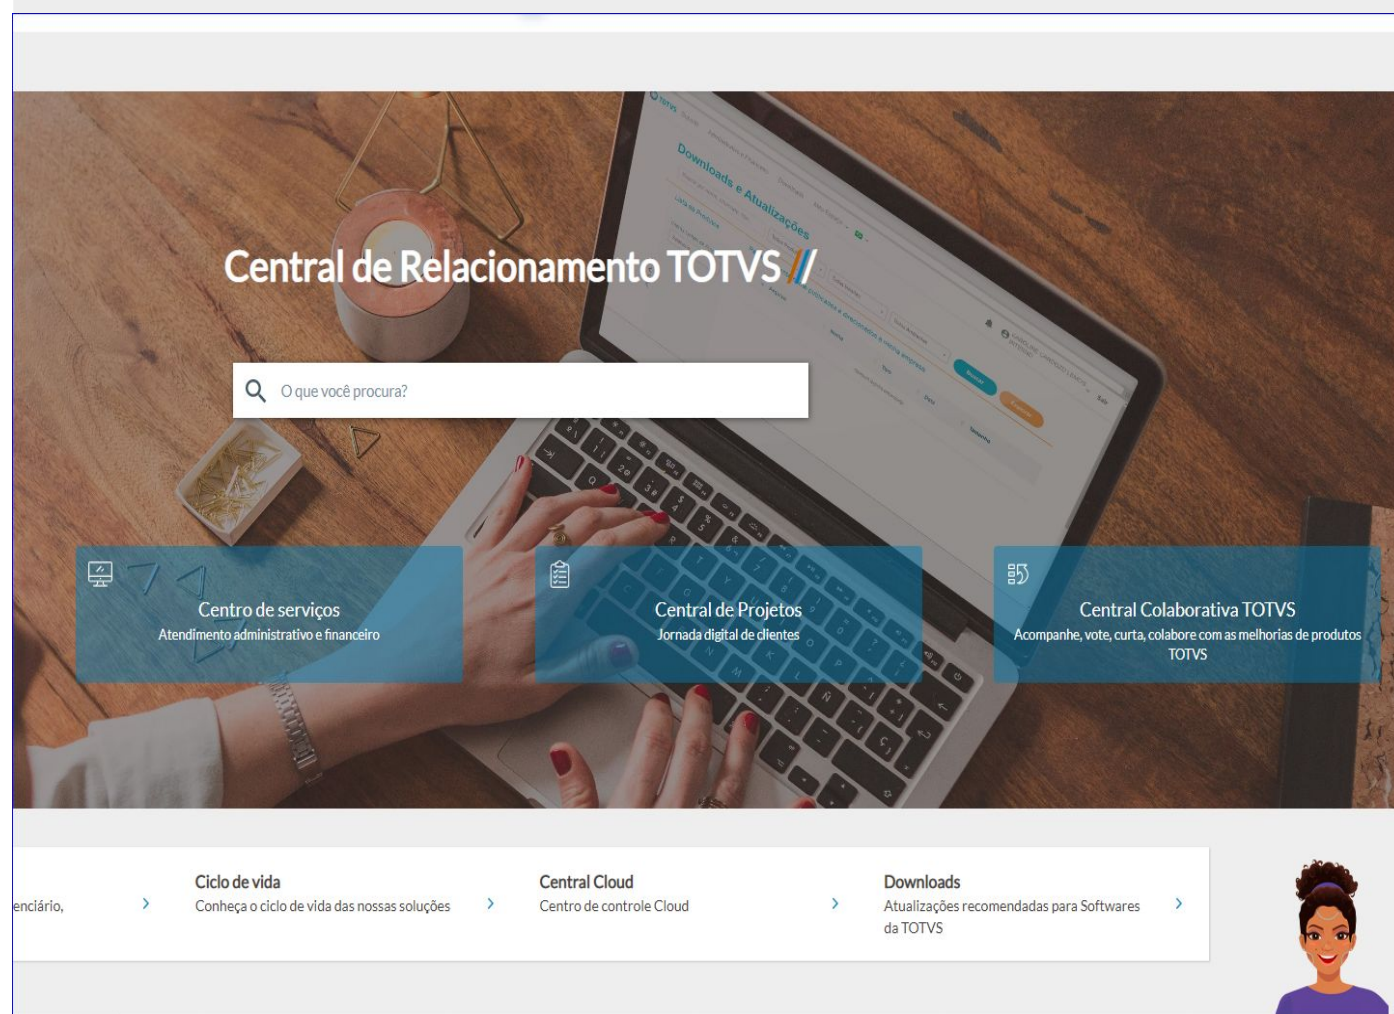 TOTVS
Downloads e Atualizações
Central de Relacionamento TOTVS
O que você procura?
Centro de serviços
Atendimento administrativo e financeiro
Central de Projetos
Jornada digital de clientes
Central Colaborativa TOTVS
Acompanhe, vote, curta, colabore com as melhorias de produtos
TOTVS
enciário,
Ciclo de vida
Conheça o ciclo de vida das nossas soluções
Central Cloud
Centro de controle Cloud
Downloads
Atualizações recomendadas para Softwares
da TOTVS